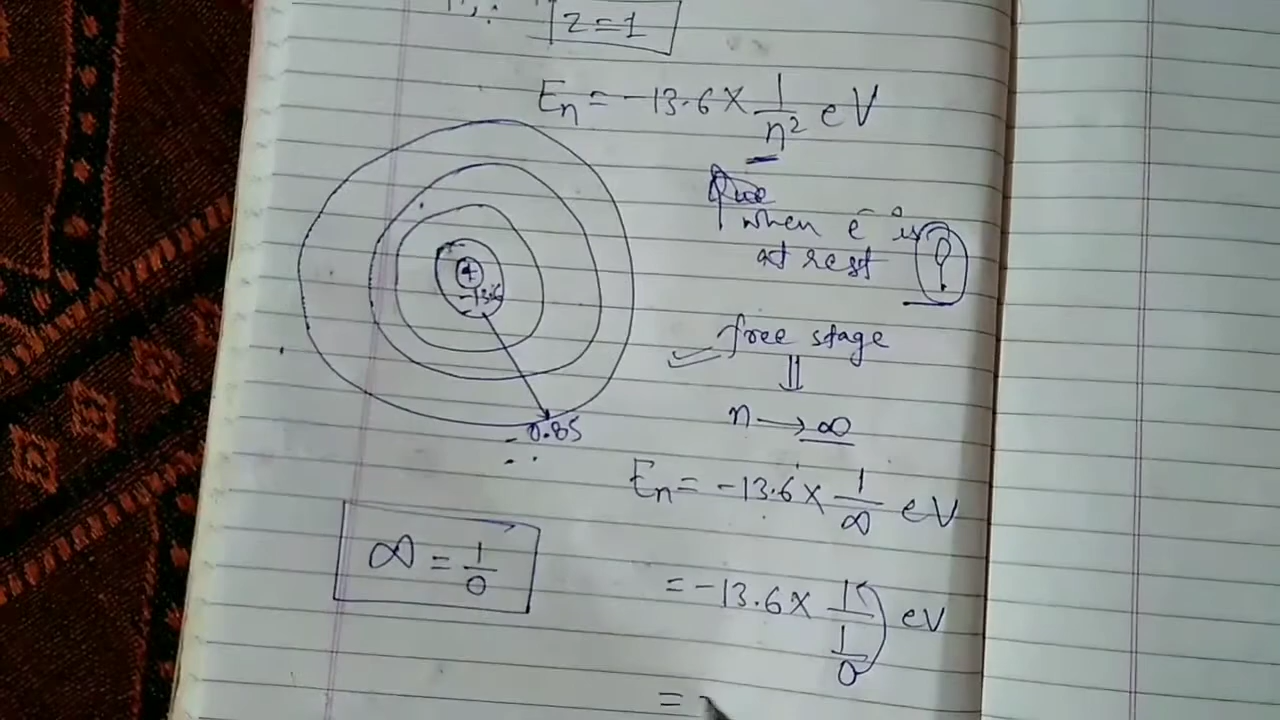 z=1
En = -13.6 × 1/n² eV
Que
when e⁻ is
at rest ?
free stage
⇓
n → ∞
+
-13.6
-0.85
En = -13.6 × 1/∞ eV
∞ = 1/0
= -13.6 × 1/(1/0) eV
=